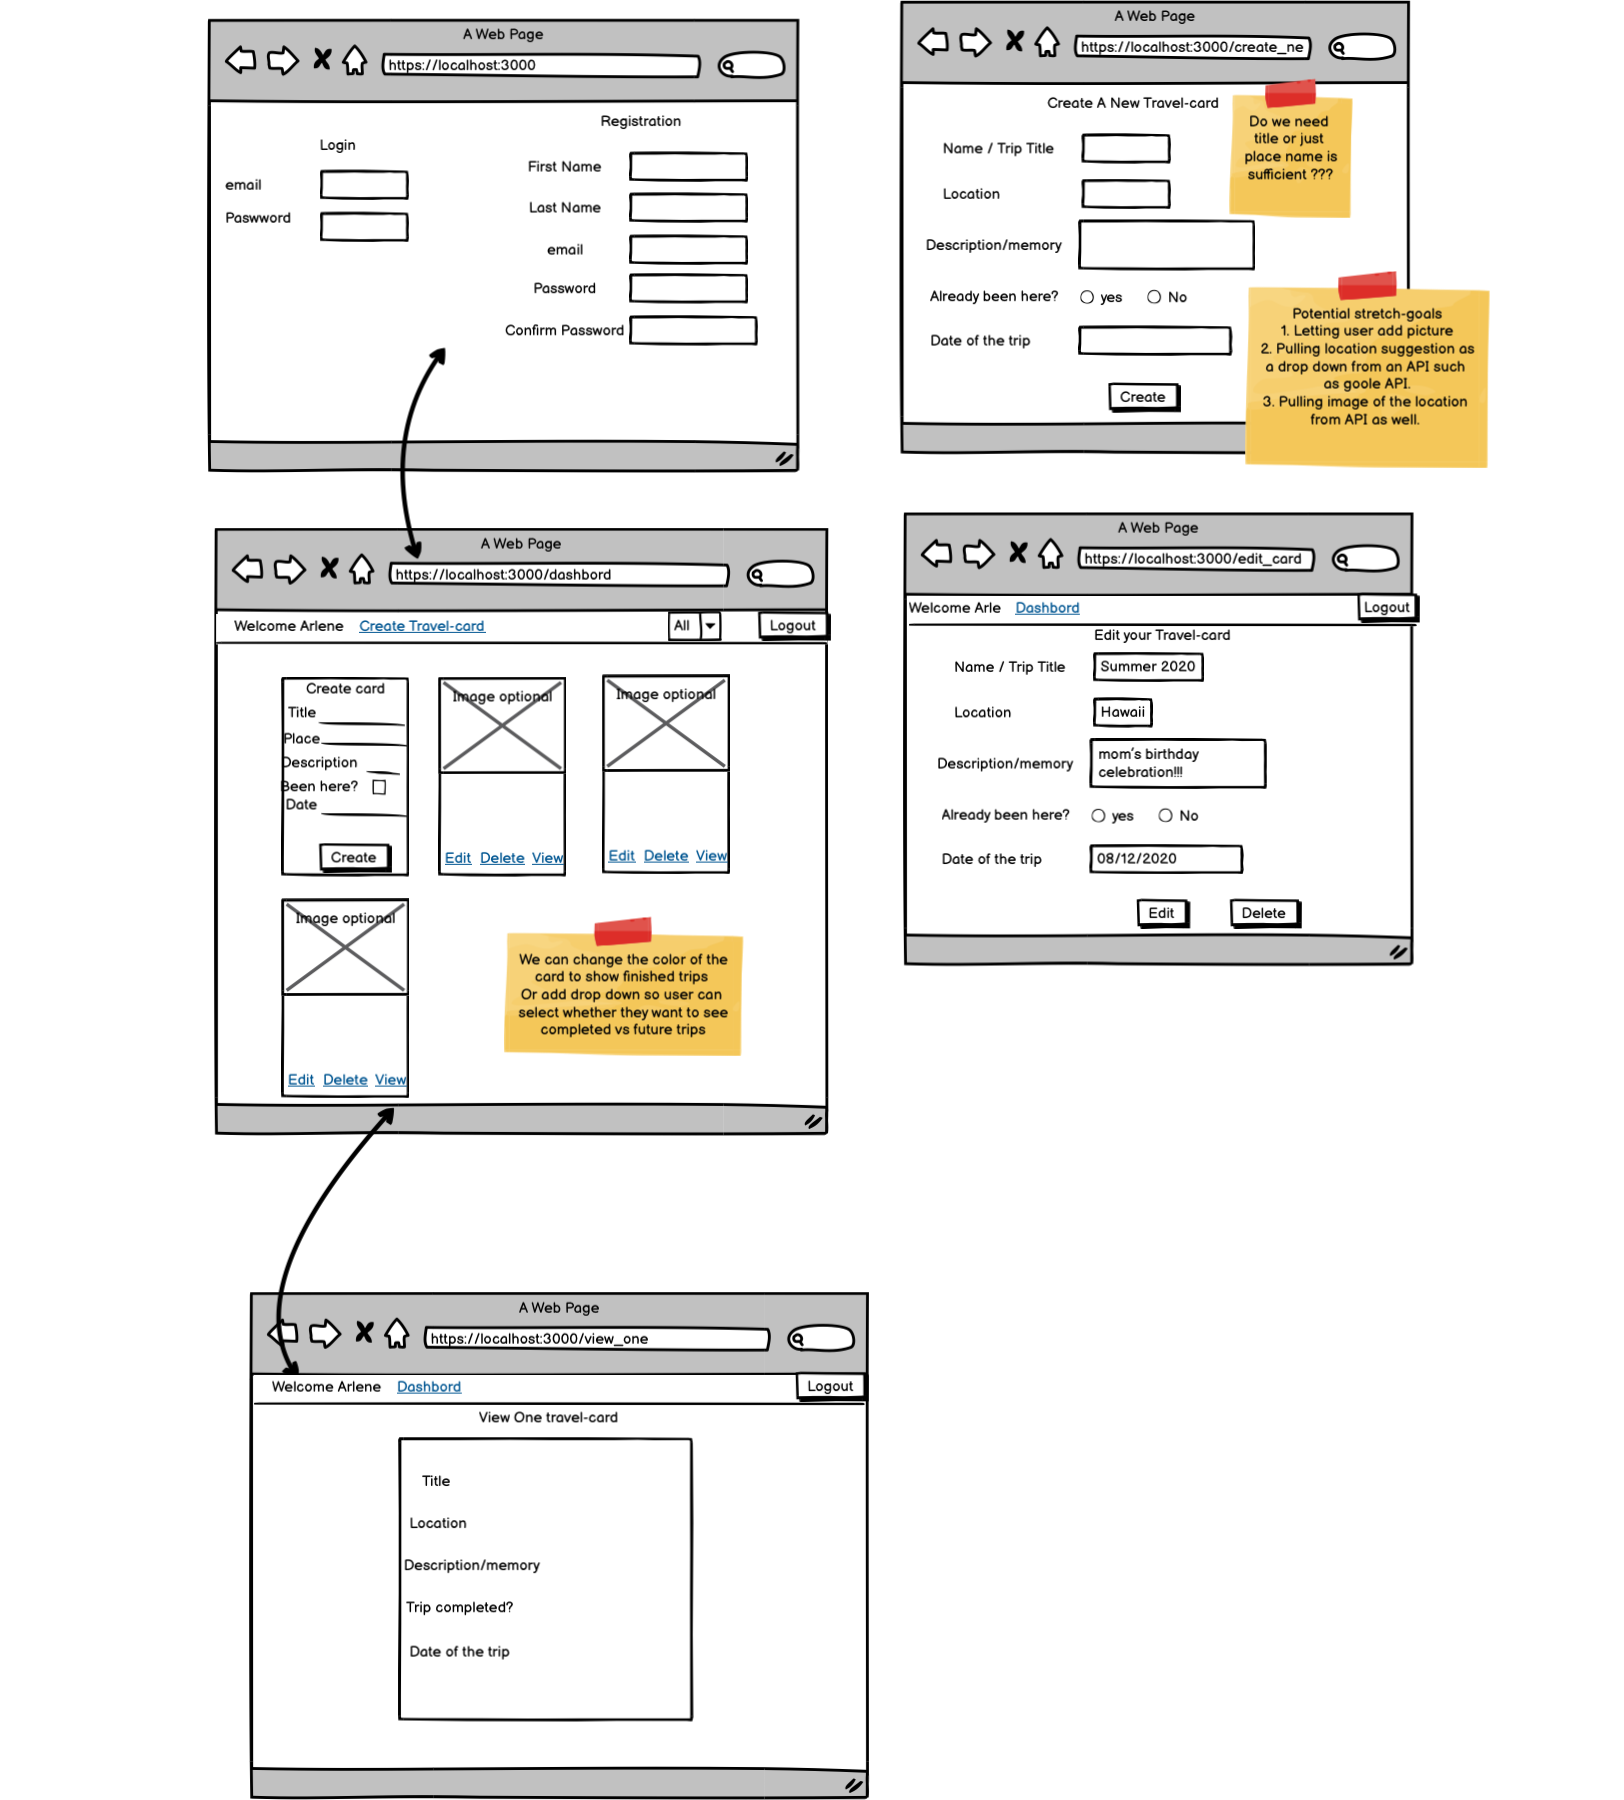 A Web Page
https://localhost:3000
Registration
Login
First Name
email
Last Name
Paswword
email
Password
Confirm Password
A Web Page
https://localhost:3000/create_ne
Create A New Travel-card
Name / Trip Title
Location
Description/memory
Already been here?
yes
No
Date of the trip
Create
Do we need
title or just
place name is
sufficient ???
Potential stretch-goals
1. Letting user add picture
2. Pulling location suggestion as
a drop down from an API such
as goole API.
3. Pulling image of the location
from API as well.
A Web Page
https://localhost:3000/dashbord
Welcome Arlene Create Travel-card All Logout
Create card
Title
Place
Description
Been here?
Date
Create
Image optional
Edit Delete View
Image optional
Edit Delete View
Image optional
Edit Delete View
We can change the color of the
card to show finished trips
Or add drop down so user can
select whether they want to see
completed vs future trips
A Web Page
https://localhost:3000/edit_card
Welcome Arle Dashbord Logout
Edit your Travel-card
Name / Trip Title Summer 2020
Location Hawaii
Description/memory
mom's birthday
celebration!!!
Already been here? yes No
Date of the trip 08/12/2020
Edit Delete
A Web Page
https://localhost:3000/view_one
Welcome Arlene Dashbord Logout
View One travel-card
Title
Location
Description/memory
Trip completed?
Date of the trip